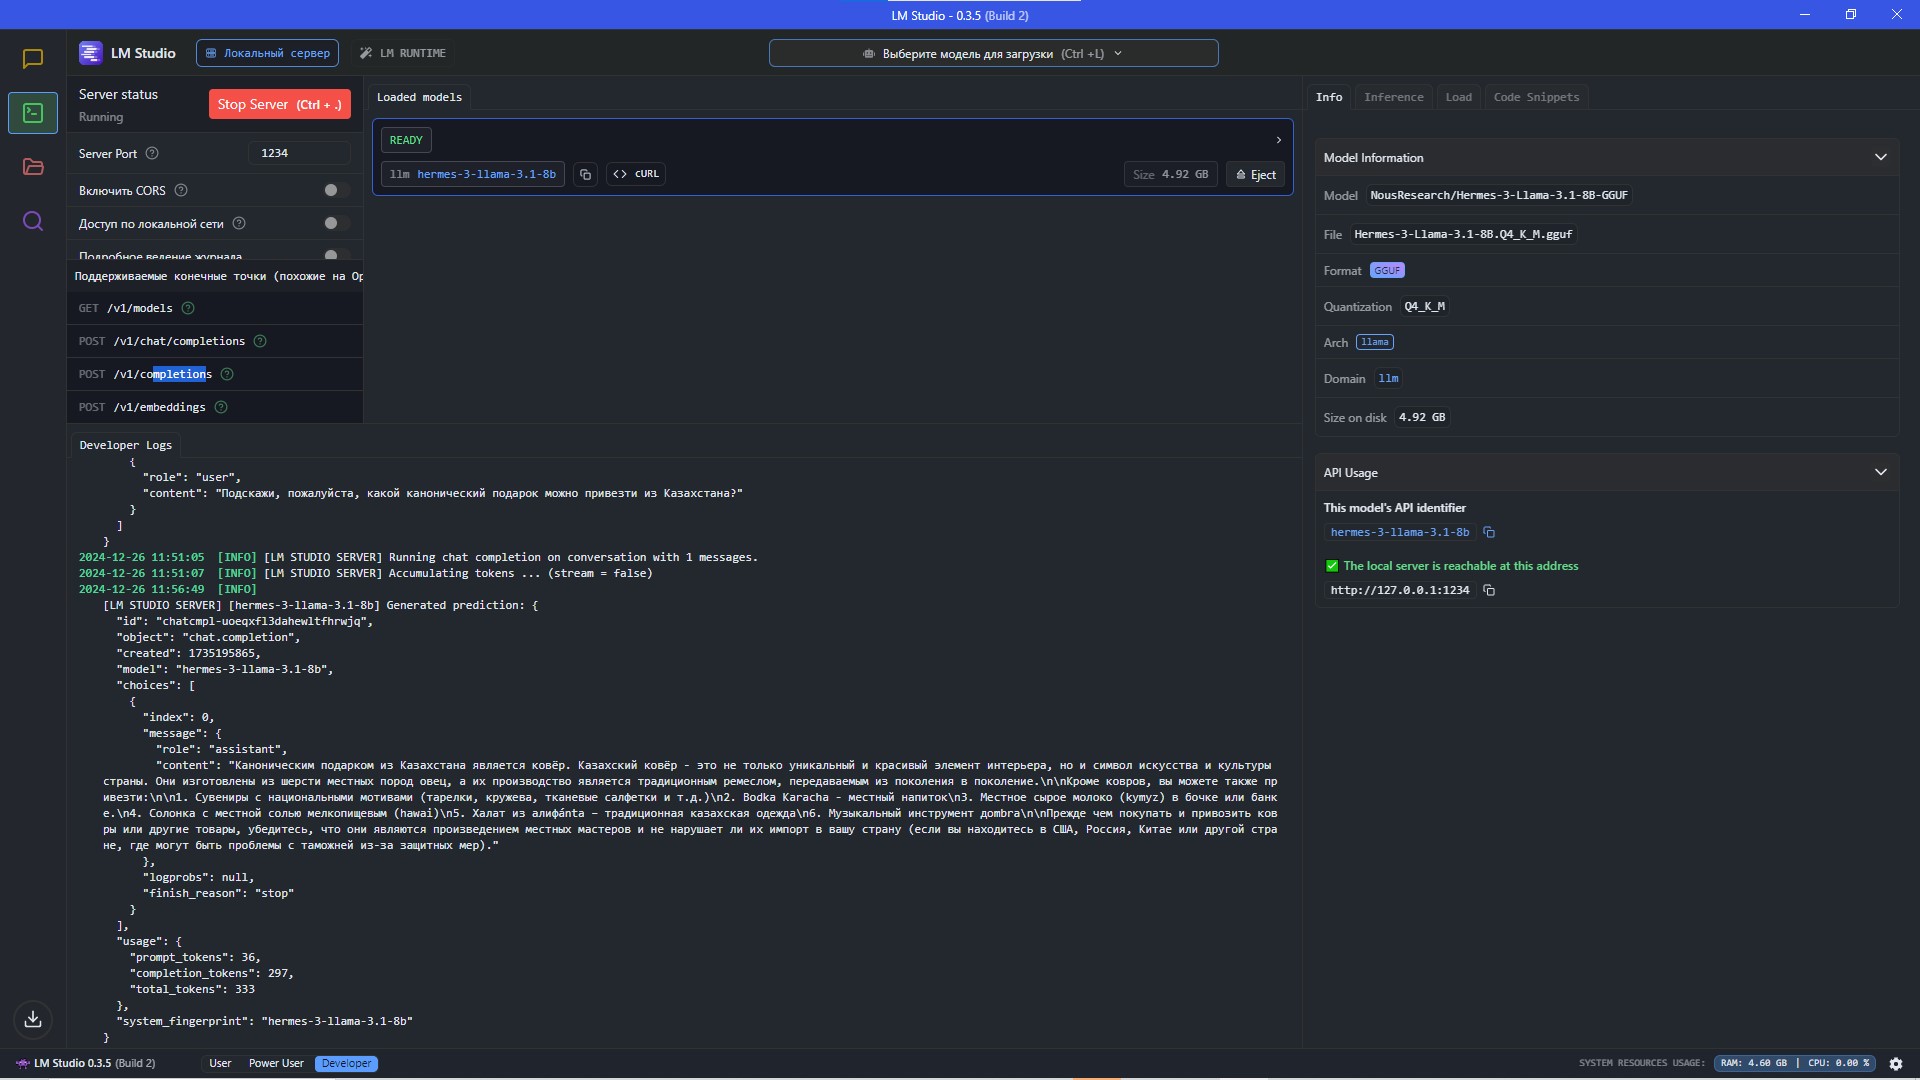 LM Studio - 0.3.5 (Build 2)
LM Studio
Локальный сервер
LM RUNTIME
Выберите модель для загрузки (Ctrl +L)
Server status
Running
Stop Server (Ctrl + .)
Server Port
1234
Включить CORS
Доступ по локальной сети
Подробное ведение журнала
Поддерживаемые конечные точки (похожие на Op
GET /v1/models
POST /v1/chat/completions
POST /v1/completions
POST /v1/embeddings
Loaded models
READY
llm hermes-3-llama-3.1-8b
cURL
Size 4.92 GB
Eject
Info
Inference
Load
Code Snippets
Model Information
Model NousResearch/Hermes-3-Llama-3.1-8B-GGUF
File Hermes-3-Llama-3.1-8B.Q4_K_M.gguf
Format GGUF
Quantization Q4_K_M
Arch llama
Domain llm
Size on disk 4.92 GB
API Usage
This model's API identifier
hermes-3-llama-3.1-8b
The local server is reachable at this address
http://127.0.0.1:1234
Developer Logs
{
"role": "user",
"content": "Подскажи, пожалуйста, какой канонический подарок можно привезти из Казахстана?"
}
]
}
2024-12-26 11:51:05 [INFO] [LM STUDIO SERVER] Running chat completion on conversation with 1 messages.
2024-12-26 11:51:07 [INFO] [LM STUDIO SERVER] Accumulating tokens ... (stream = false)
2024-12-26 11:56:49 [INFO]
[LM STUDIO SERVER] [hermes-3-llama-3.1-8b] Generated prediction: {
"id": "chatcmpl-uoeqxfl3dahewltfhrwjq",
"object": "chat.completion",
"created": 1735195865,
"model": "hermes-3-llama-3.1-8b",
"choices": [
{
"index": 0,
"message": {
"role": "assistant",
"content": "Каноническим подарком из Казахстана является ковёр. Казахский ковёр - это не только уникальный и красивый элемент интерьера, но и символ искусства и культуры
страны. Они изготовлены из шерсти местных пород овец, а их производство является традиционным ремеслом, передаваемым из поколения в поколение.\n\nКроме ковров, вы можете также пр
ивезти:\n\n1. Сувениры с национальными мотивами (тарелки, кружева, тканевые салфетки и т.д.)\n2. Bodka Karacha - местный напиток\n3. Местное сырое молоко (kymyz) в бочке или банк
е.\n4. Солонка с местной солью мелкопищевым (hawai)\n5. Халат из алифánta – традиционная казахская одежда\n6. Музыкальный инструмент доmbra\n\nПрежде чем покупать и привозить ков
ры или другие товары, убедитесь, что они являются произведением местных мастеров и не нарушает ли их импорт в вашу страну (если вы находитесь в США, Россия, Китае или другой стра
не, где могут быть проблемы с таможней из-за защитных мер)."
},
"logprobs": null,
"finish_reason": "stop"
}
],
"usage": {
"prompt_tokens": 36,
"completion_tokens": 297,
"total_tokens": 333
},
"system_fingerprint": "hermes-3-llama-3.1-8b"
}
LM Studio 0.3.5 (Build 2)
User
Power User
Developer
SYSTEM RESOURCES USAGE:
RAM: 4.60 GB | CPU: 0.00 %